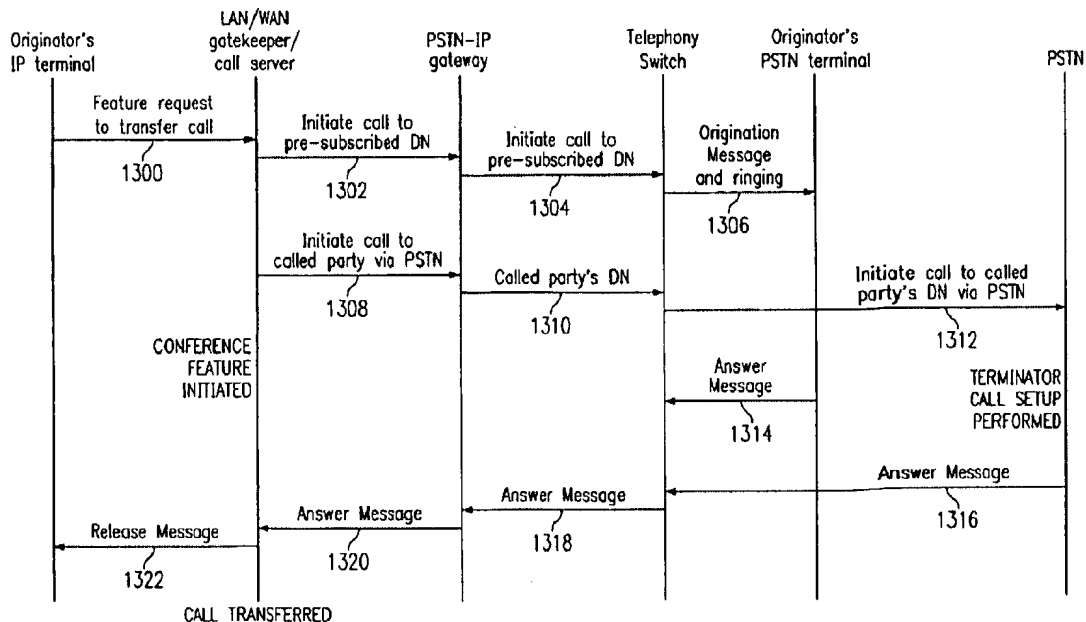 Originator's
IP terminal
LAN/WAN
gatekeeper/
call server
PSTN-IP
gateway
Telephony
Switch
Originator's
PSTN terminal
PSTN
Feature request
to transfer call
1300
Initiate call to
pre-subscribed DN
1302
Initiate call to
pre-subscribed DN
1304
Origination
Message
and ringing
1306
Initiate call to
called party via PSTN
1308
Called party's DN
1310
Initiate call to called
party's DN via PSTN
1312
CONFERENCE
FEATURE
INITIATED
Answer
Message
1314
TERMINATOR
CALL SETUP
PERFORMED
Answer Message
1316
Answer Message
1318
Answer Message
1320
Release Message
1322
CALL TRANSFERRED